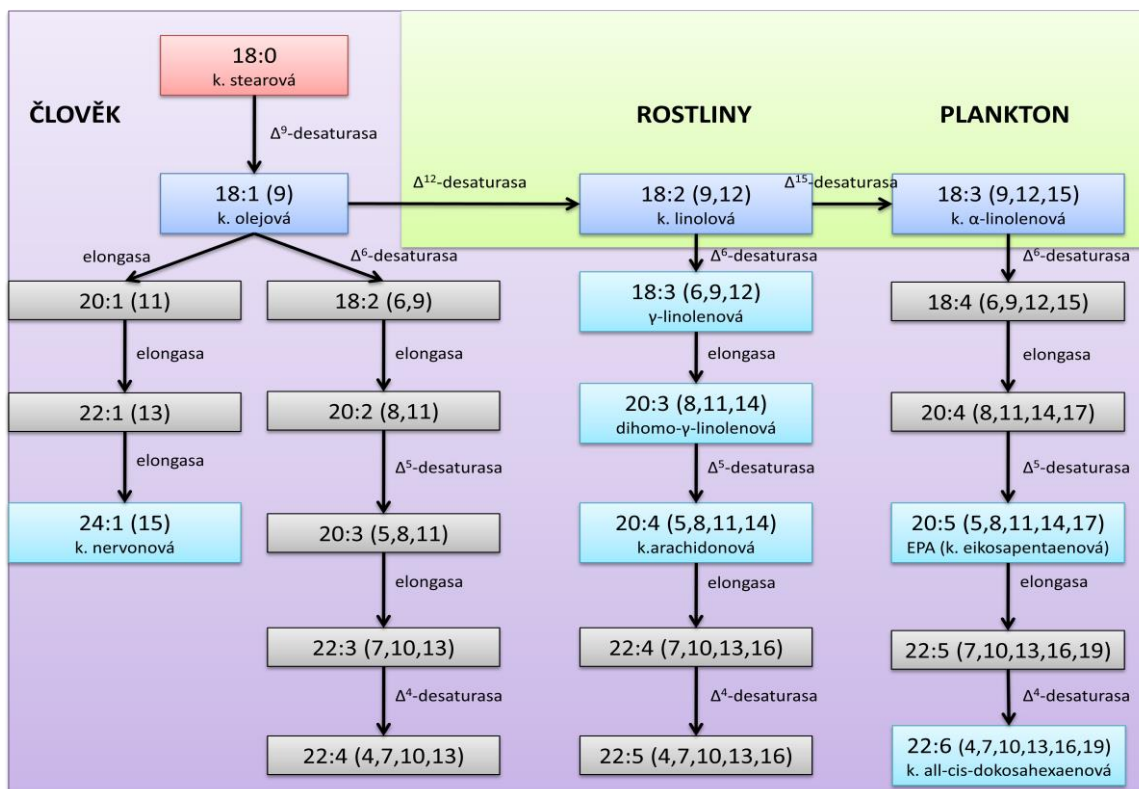 18:0
k. stearová
ČLOVĚK
ROSTLINY
PLANKTON
Δ⁹-desaturasa
18:1 (9)
k. olejová
Δ¹²-desaturasa
18:2 (9,12)
k. linolová
Δ¹⁵-desaturasa
18:3 (9,12,15)
k. α-linolenová
elongasa
Δ⁶-desaturasa
Δ⁶-desaturasa
Δ⁶-desaturasa
20:1 (11)
18:2 (6,9)
18:3 (6,9,12)
γ-linolenová
18:4 (6,9,12,15)
elongasa
elongasa
elongasa
elongasa
22:1 (13)
20:2 (8,11)
20:3 (8,11,14)
dihomo-γ-linolenová
20:4 (8,11,14,17)
elongasa
Δ⁵-desaturasa
Δ⁵-desaturasa
Δ⁵-desaturasa
24:1 (15)
k. nervonová
20:3 (5,8,11)
20:4 (5,8,11,14)
k.arachidonová
20:5 (5,8,11,14,17)
EPA (k. eikosapentaenová)
elongasa
elongasa
elongasa
22:3 (7,10,13)
22:4 (7,10,13,16)
22:5 (7,10,13,16,19)
Δ⁴-desaturasa
Δ⁴-desaturasa
Δ⁴-desaturasa
22:4 (4,7,10,13)
22:5 (4,7,10,13,16)
22:6 (4,7,10,13,16,19)
k. all-cis-dokosahexaenová